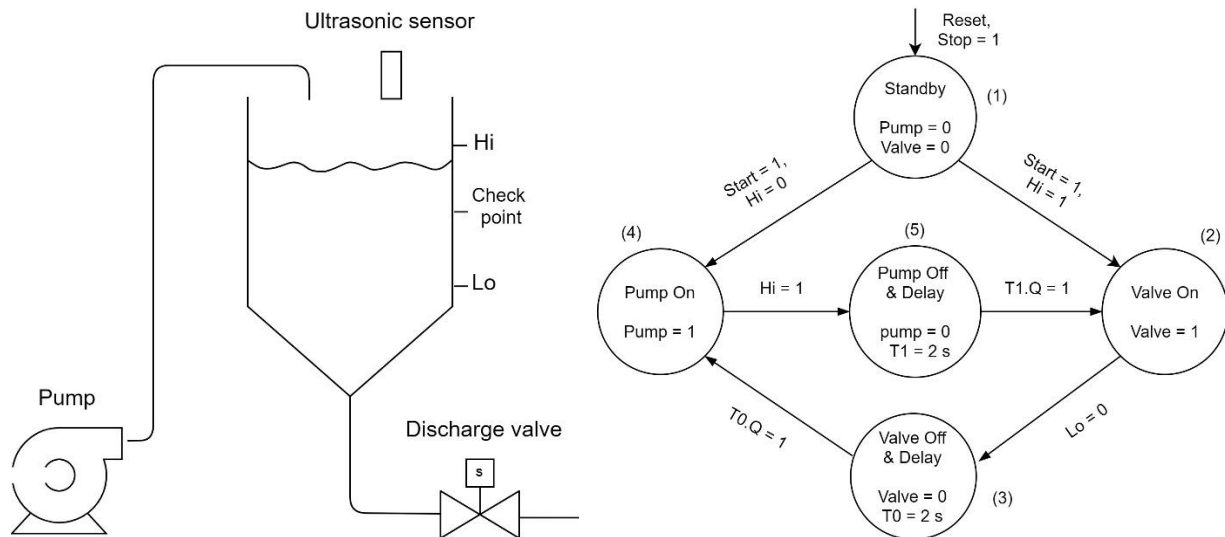 Ultrasonic sensor
Hi
Check
point
Lo
Pump
Discharge valve
s
Reset,
Stop = 1
Standby
Pump = 0
Valve = 0
(1)
Start = 1,
Hi = 0
Start = 1,
Hi = 1
(4)
Pump On
Pump = 1
Hi = 1
(5)
Pump Off
& Delay
pump = 0
T1 = 2 s
T1.Q = 1
(2)
Valve On
Valve = 1
T0.Q = 1
Lo = 0
Valve Off
& Delay
Valve = 0
T0 = 2 s
(3)